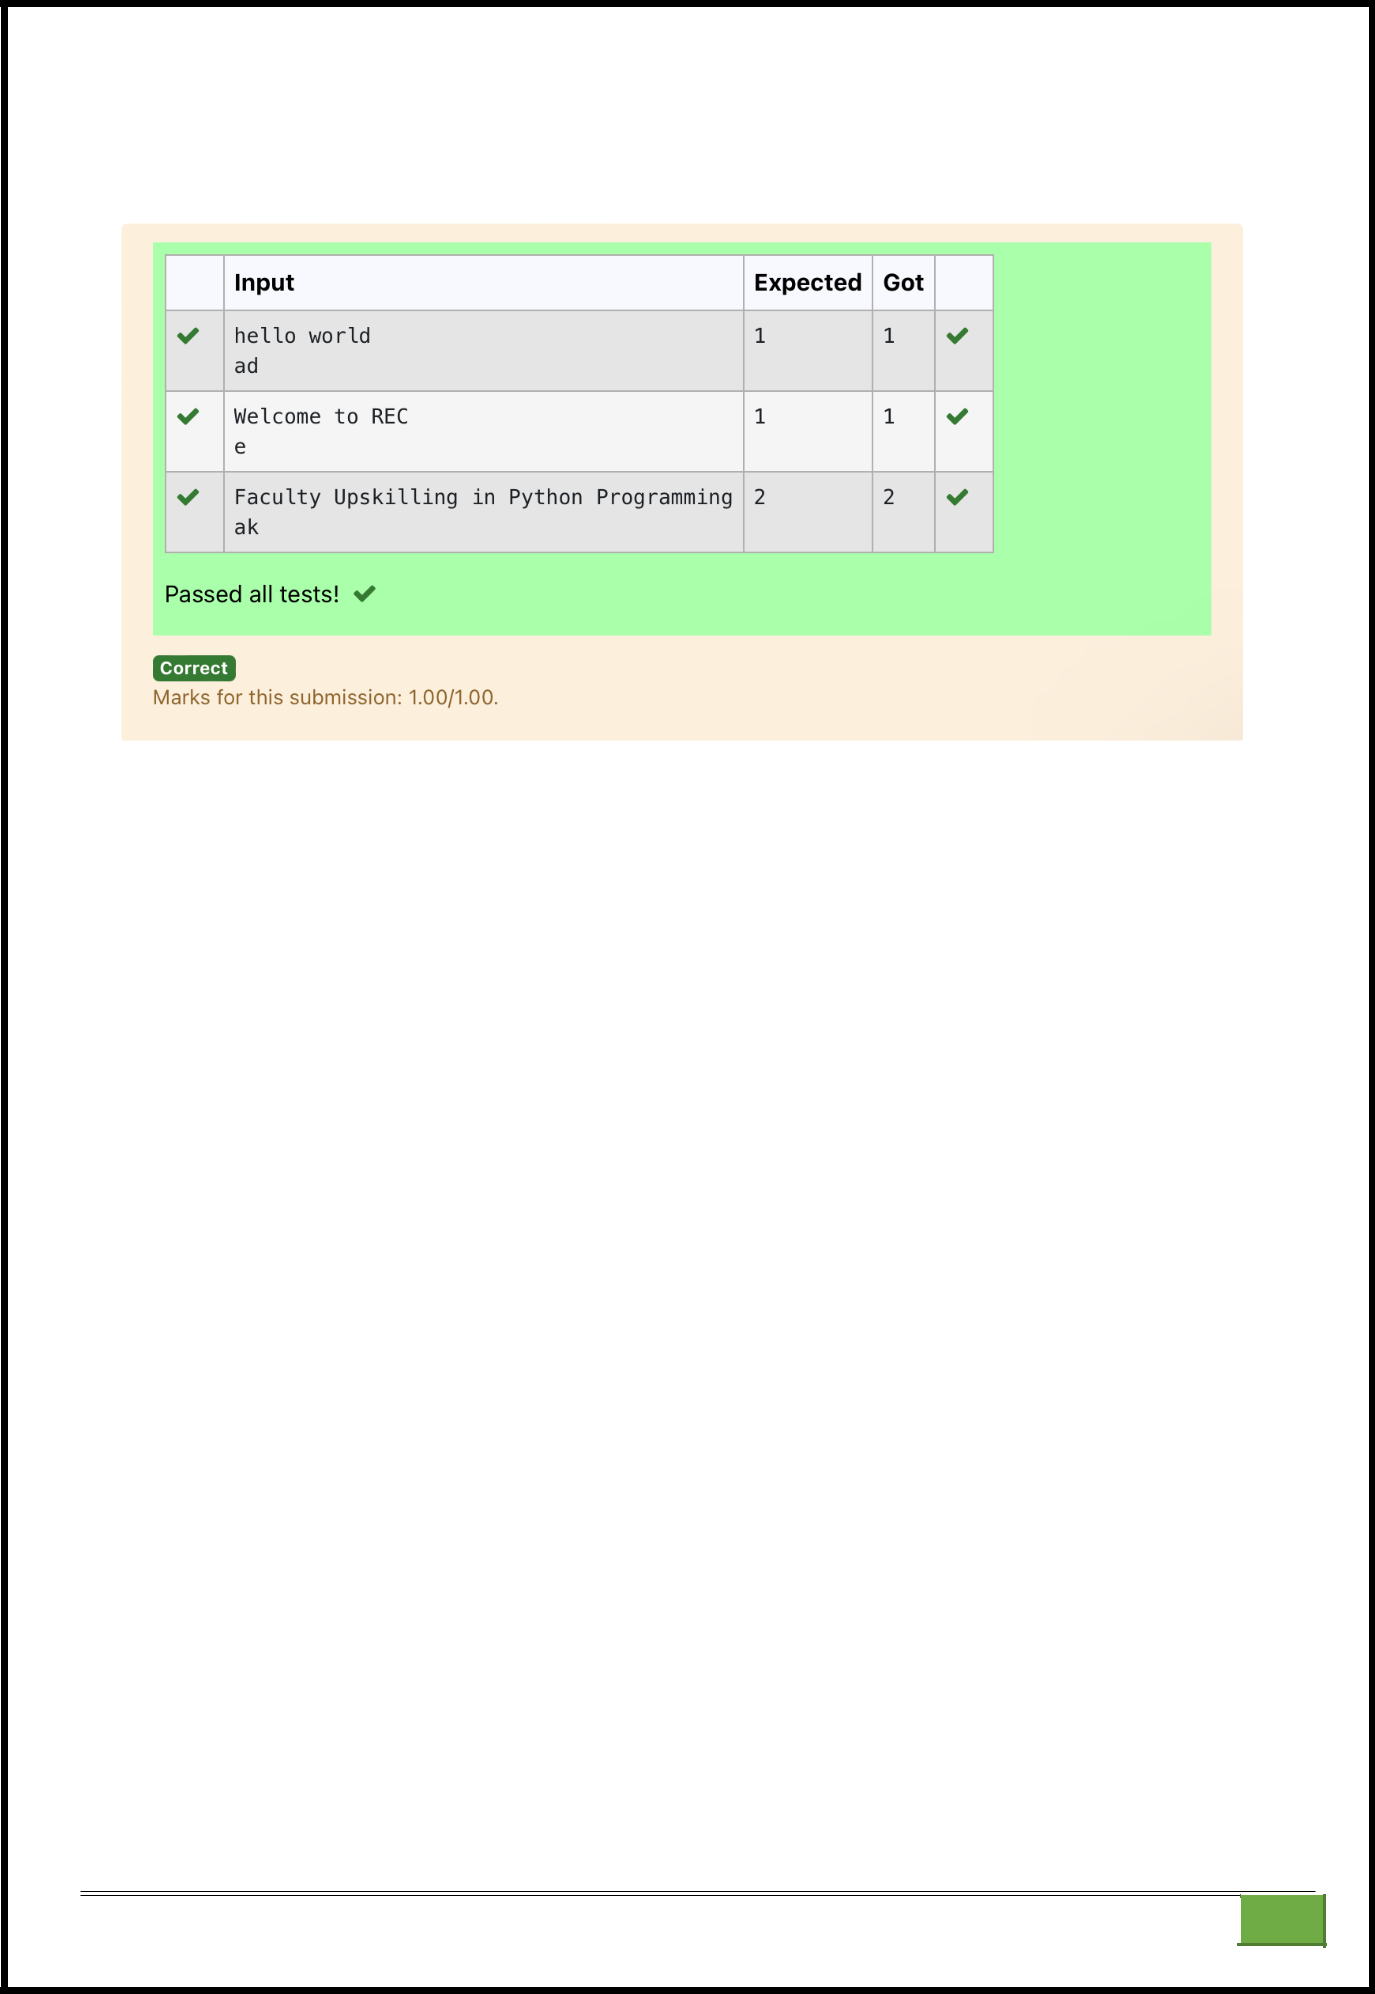 Input Expected Got
hello world 1 1
ad
Welcome to REC 1 1
e
Faculty Upskilling in Python Programming 2 2
ak
Passed all tests!
Correct
Marks for this submission: 1.00/1.00.